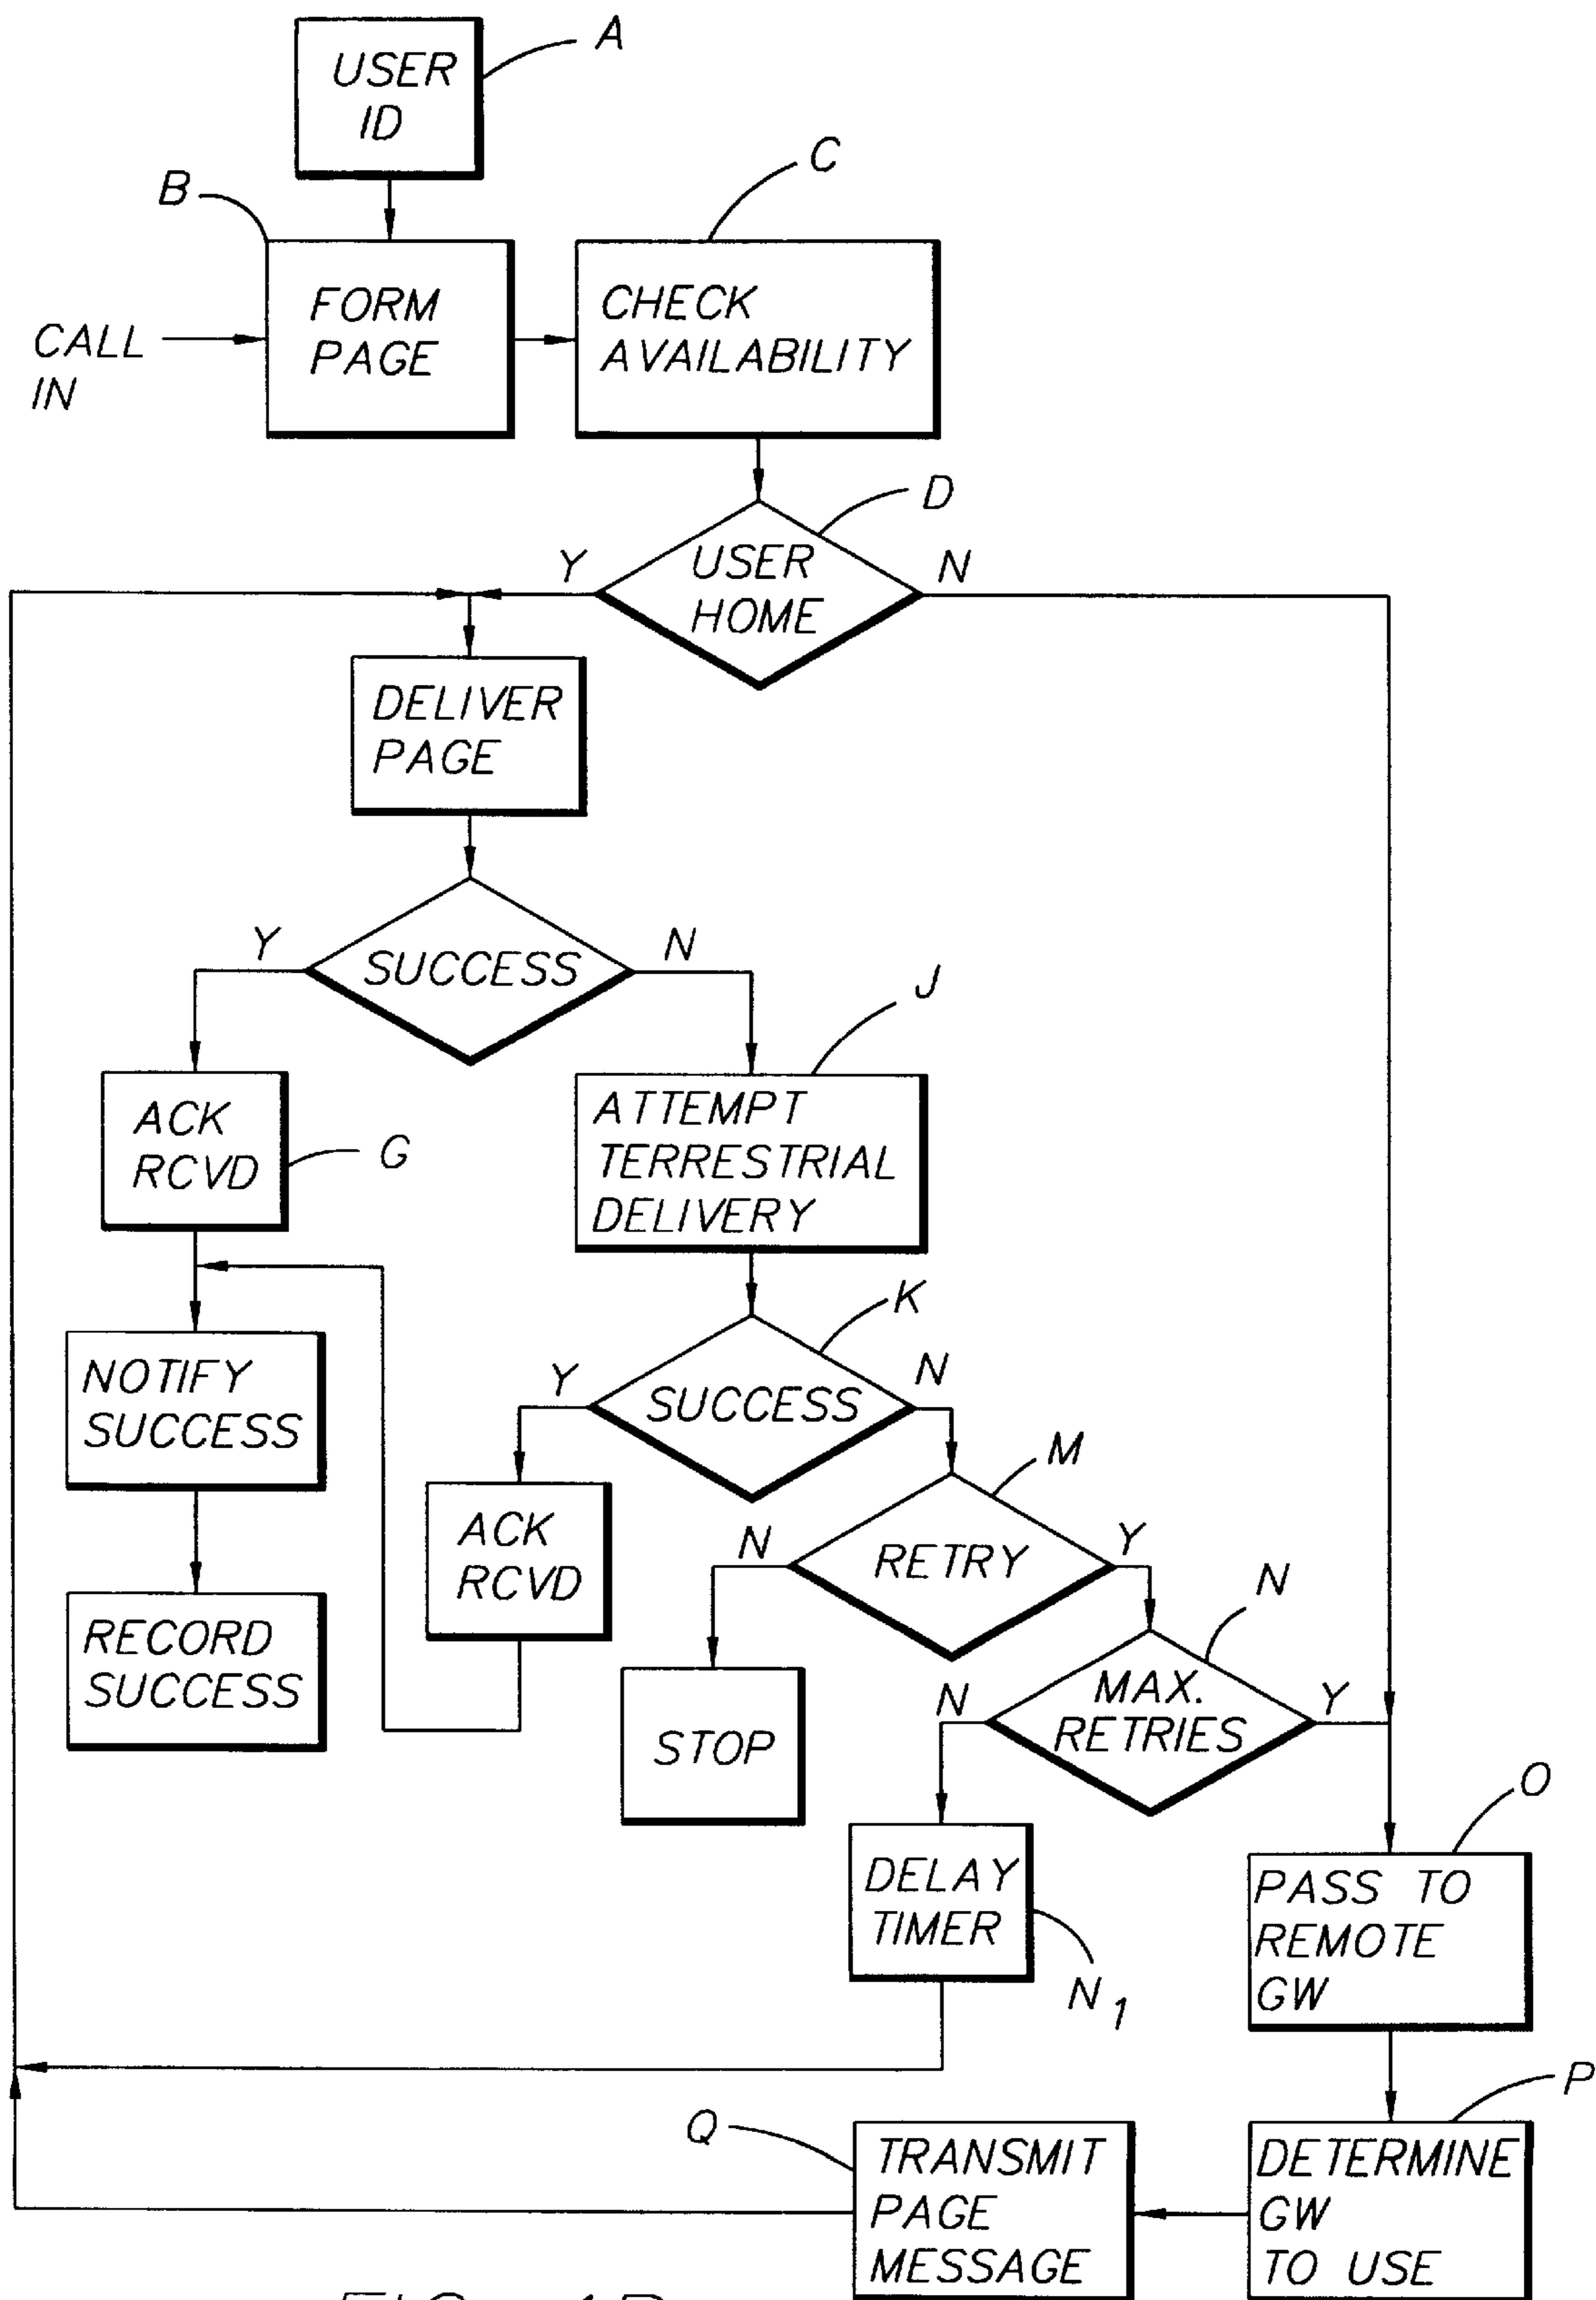 A
USER
ID
B
C
FORM
PAGE
CHECK
AVAILABILITY
CALL
IN
D
Y
USER
HOME
N
DELIVER
PAGE
Y
SUCCESS
N
J
ACK
RCVD
G
ATTEMPT
TERRESTRIAL
DELIVERY
K
NOTIFY
SUCCESS
Y
SUCCESS
N
M
ACK
RCVD
N
RETRY
Y
N
RECORD
SUCCESS
STOP
N
MAX.
RETRIES
Y
O
DELAY
TIMER
N1
PASS TO
REMOTE
GW
P
Q
TRANSMIT
PAGE
MESSAGE
DETERMINE
GW
TO USE